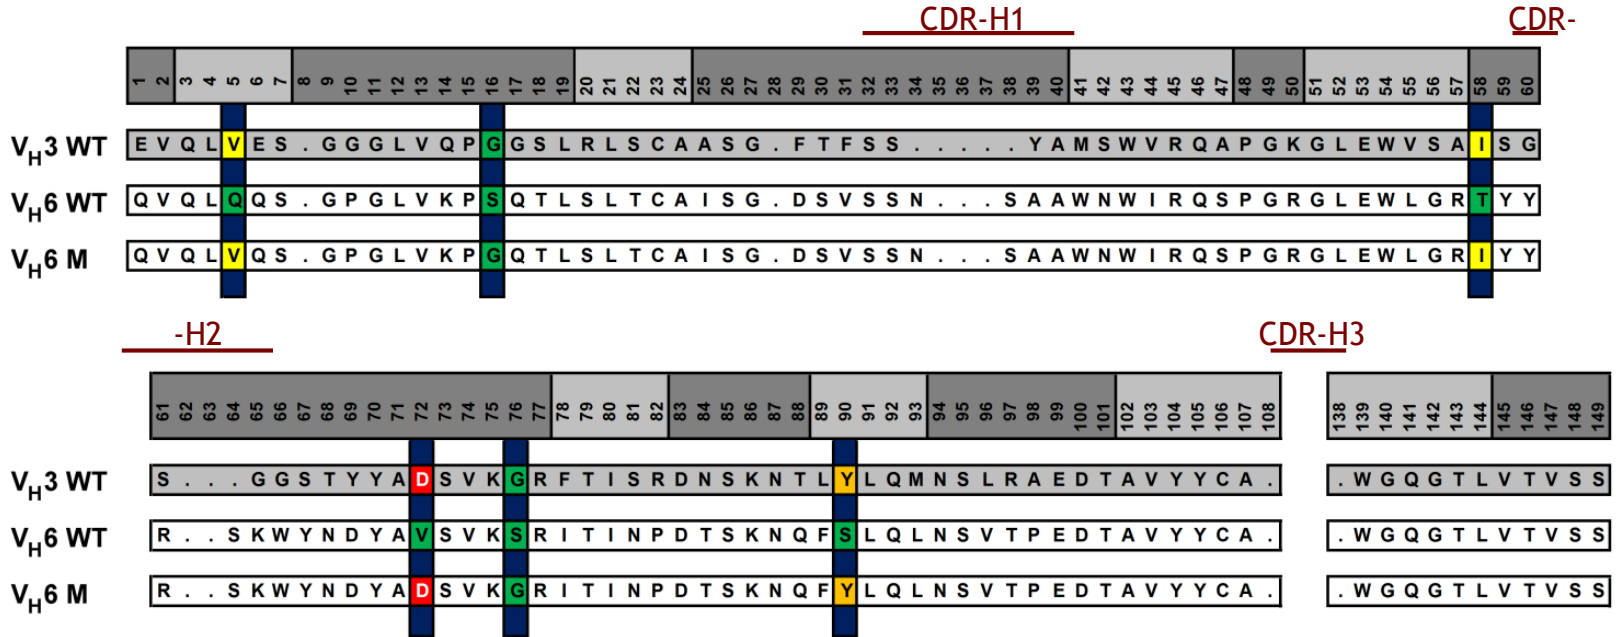 CDR-H1 CDR-
1 2 3 4 5 6 7 8 9 10 11 12 13 14 15 16 17 18 19 20 21 22 23 24 25 26 27 28 29 30 31 32 33 34 35 36 37 38 39 40 41 42 43 44 45 46 47 48 49 50 51 52 53 54 55 56 57 58 59 60
VH3 WT E V Q L V E S . G G G L V Q P G G S L R L S C A A S G . F T F S S . . . . . Y A M S W V R Q A P G K G L E W V S A I S G
VH6 WT Q V Q L Q Q S . G P G L V K P S Q T L S L T C A I S G . D S V S S N . . . S A A W N W I R Q S P G R G L E W L G R T Y Y
VH6 M Q V Q L V Q S . G P G L V K P G Q T L S L T C A I S G . D S V S S N . . . S A A W N W I R Q S P G R G L E W L G R I Y Y
-H2 CDR-H3
61 62 63 64 65 66 67 68 69 70 71 72 73 74 75 76 77 78 79 80 81 82 83 84 85 86 87 88 89 90 91 92 93 94 95 96 97 98 99 100 101 102 103 104 105 106 107 108 138 139 140 141 142 143 144 145 146 147 148 149
VH3 WT S . . . G G S T Y Y A D S V K G R F T I S R D N S K N T L Y L Q M N S L R A E D T A V Y Y C A . . W G Q G T L V T V S S
VH6 WT R . . S K W Y N D Y A V S V K S R I T I N P D T S K N Q F S L Q L N S V T P E D T A V Y Y C A . . W G Q G T L V T V S S
VH6 M R . . S K W Y N D Y A D S V K G R I T I N P D T S K N Q F Y L Q L N S V T P E D T A V Y Y C A . . W G Q G T L V T V S S